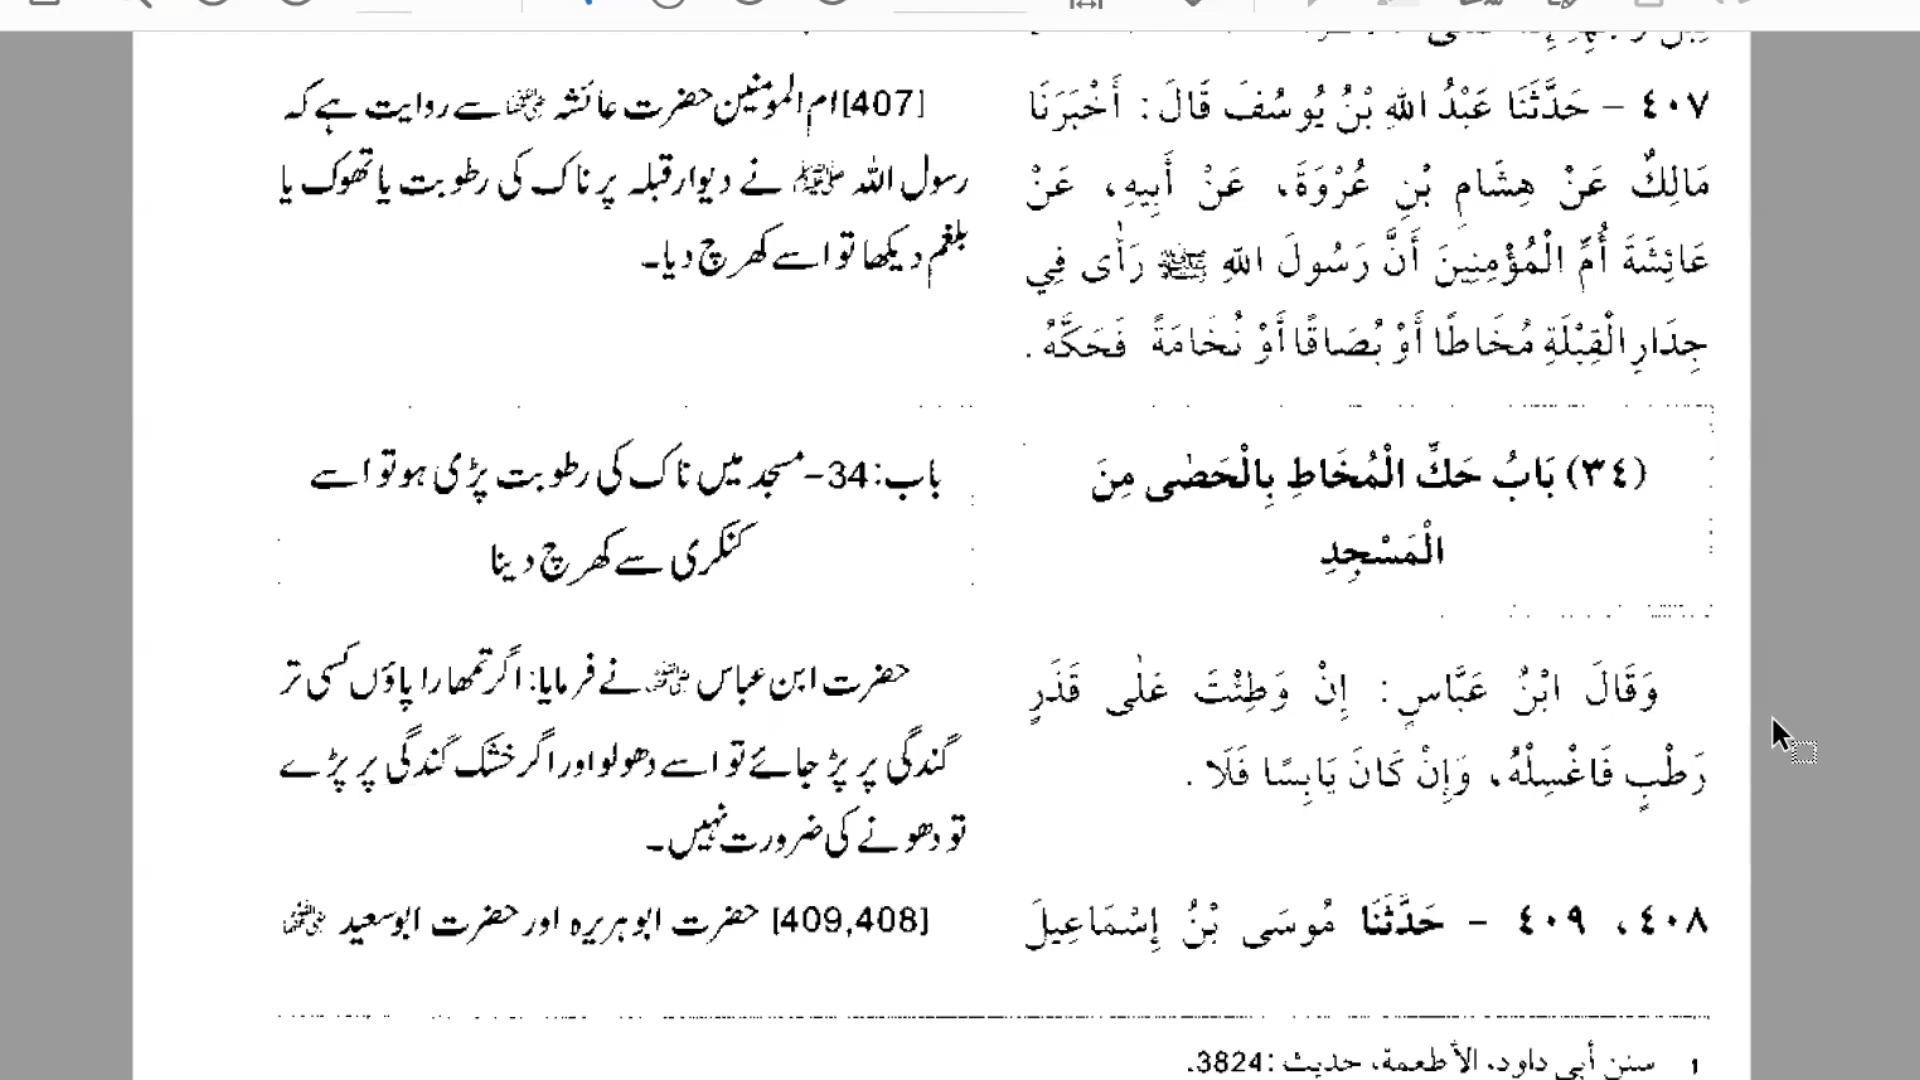 ٤٠٧ - حَدَّثَنَا عَبْدُ اللهِ بْنُ يُوسُفَ قَالَ: أَخْبَرَنَا
مَالِكٌ عَنْ هِشَامِ بْنِ عُرْوَةَ، عَنْ أَبِيهِ، عَنْ
عَائِشَةَ أُمِّ الْمُؤْمِنِينَ أَنَّ رَسُولَ اللهِ ﷺ رَأٰى فِي
جِدَارِ الْقِبْلَةِ مُخَاطًا أَوْ بُصَاقًا أَوْ نُخَامَةً فَحَكَّهُ.
[407] ام المومنین حضرت عائشہ ؓ سے روایت ہے کہ
رسول اللہ ﷺ نے دیوار قبلہ پر ناک کی رطوبت یا تھوک یا
بلغم دیکھا تو اسے کھرچ دیا۔
(٣٤) بَابُ حَكِّ الْمُخَاطِ بِالْحَصٰى مِنَ
الْمَسْجِدِ
باب:34- مسجد میں ناک کی رطوبت پڑی ہو تو اسے
کنکری سے کھرچ دینا
وَقَالَ ابْنُ عَبَّاسٍ: إِنْ وَطِئْتَ عَلٰى قَذَرٍ
رَطْبٍ فَاغْسِلْهُ، وَإِنْ كَانَ يَابِسًا فَلَا.
حضرت ابن عباس ؓ نے فرمایا: اگر تمھارا پاؤں کسی تر
گندگی پر پڑ جائے تو اسے دھولو اور اگر خشک گندگی پر پڑے
تو دھونے کی ضرورت نہیں۔
٤٠٨، ٤٠٩ - حَدَّثَنَا مُوسَى بْنُ إِسْمَاعِيلَ
[409,408] حضرت ابو ہریرہ اور حضرت ابو سعید ؓ
1 سنن أبي داود، الأطعمة، حديث: 3824.